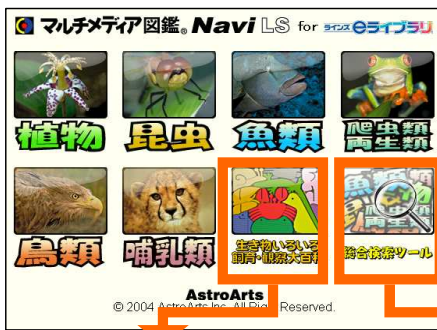 マルチメディア図鑑。Navi LS for ラインズ eライブラリ
植物 昆虫 魚類 爬虫類 両生類
鳥類 哺乳類 生き物いろいろ 飼育・観察大百科 総合検索ツール
AstroArts
© 2004 AstroArts Inc. All Right Reserved.